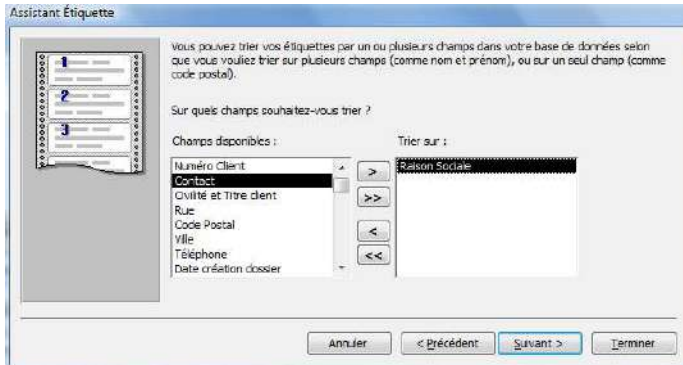 Assistant Étiquette
Vous pouvez trier vos étiquettes par un ou plusieurs champs dans votre base de données selon
que vous vouliez trier sur plusieurs champs (comme nom et prénom), ou sur un seul champ (comme
code postal).
Sur quels champs souhaitez-vous trier ?
Champs disponibles :
Trier sur :
1
2
3
Numéro Client
Contact
Civilité et Titre client
Rue
Code Postal
Ville
Téléphone
Date création dossier
>
>>
<
<<
Raison Sociale
Annuler
< Précédent
Suivant >
Terminer